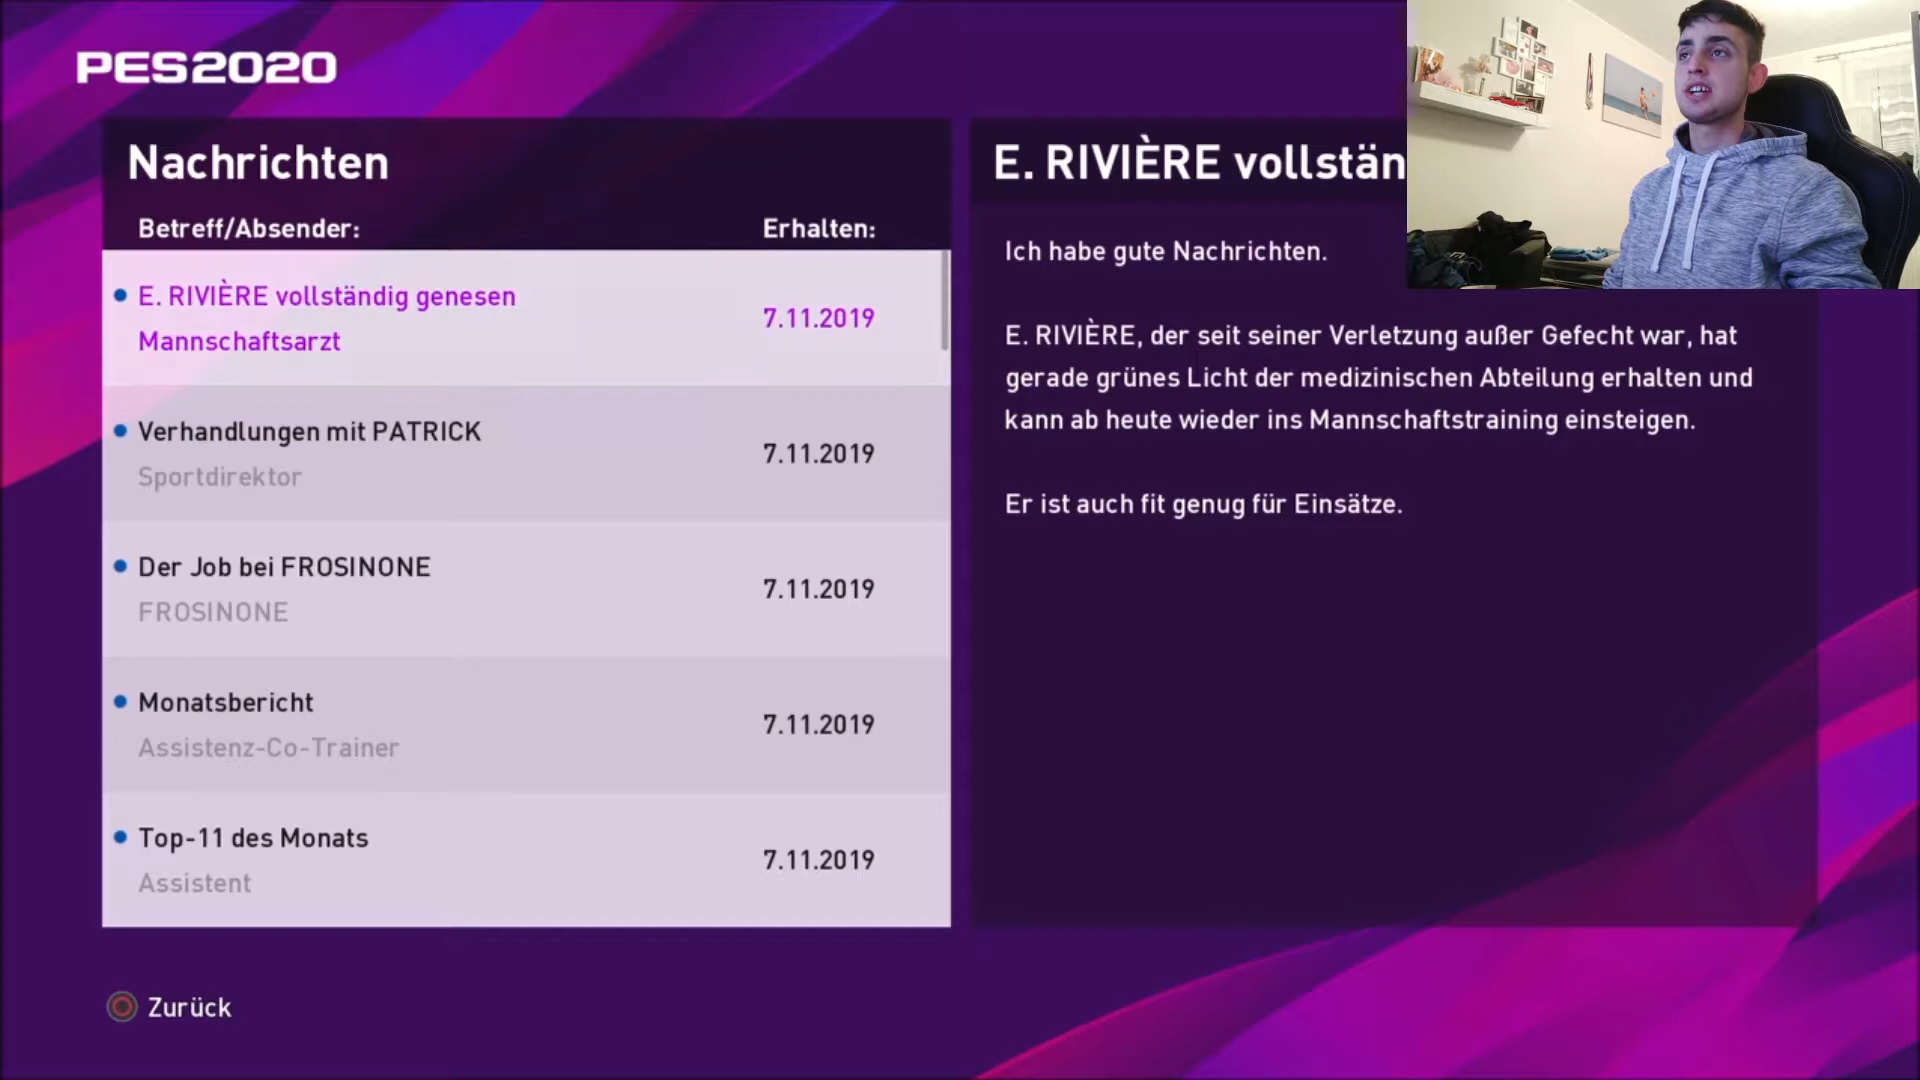 PES2020
Nachrichten
Betreff/Absender: Erhalten:
E. RIVIÈRE vollständig genesen
Mannschaftsarzt
7.11.2019
Verhandlungen mit PATRICK
Sportdirektor
7.11.2019
Der Job bei FROSINONE
FROSINONE
7.11.2019
Monatsbericht
Assistenz-Co-Trainer
7.11.2019
Top-11 des Monats
Assistent
7.11.2019
E. RIVIÈRE vollstän
Ich habe gute Nachrichten.
E. RIVIÈRE, der seit seiner Verletzung außer Gefecht war, hat
gerade grünes Licht der medizinischen Abteilung erhalten und
kann ab heute wieder ins Mannschaftstraining einsteigen.
Er ist auch fit genug für Einsätze.
Zurück